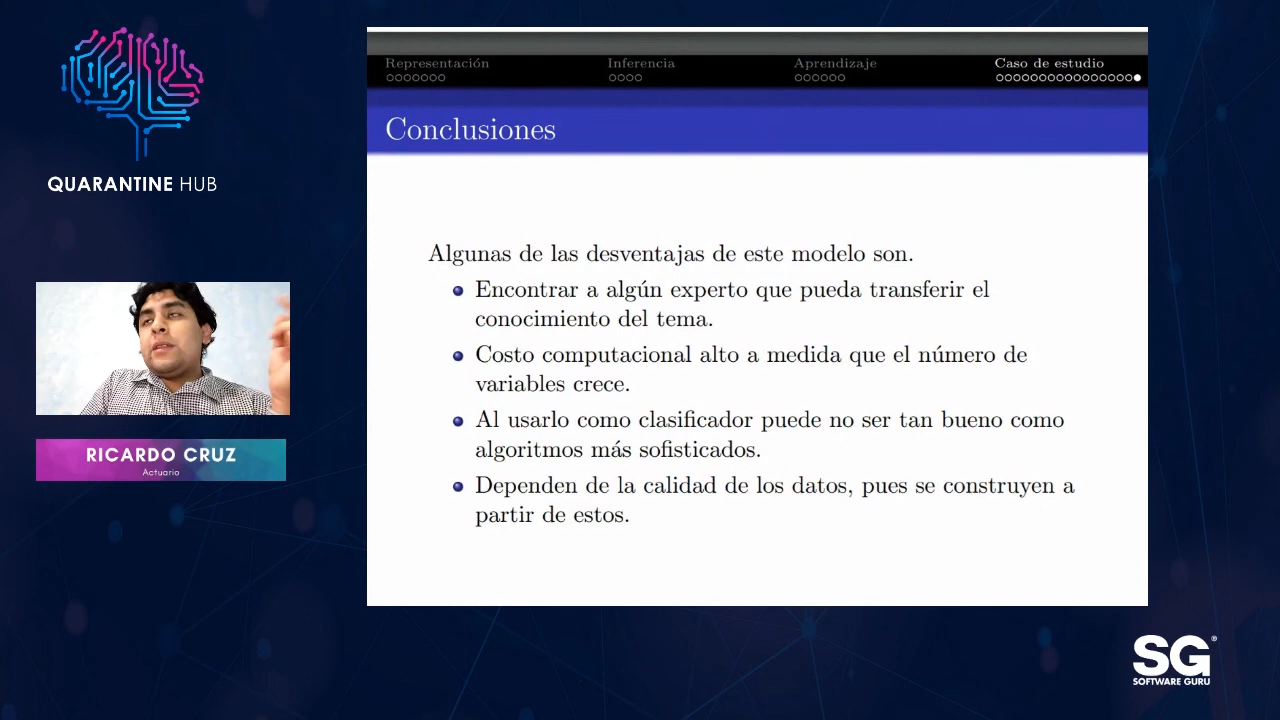 QUARANTINE HUB
RICARDO CRUZ
Actuario
Representación
Inferencia
Aprendizaje
Caso de estudio
Conclusiones
Algunas de las desventajas de este modelo son.
Encontrar a algún experto que pueda transferir el
conocimiento del tema.
Costo computacional alto a medida que el número de
variables crece.
Al usarlo como clasificador puede no ser tan bueno como
algoritmos más sofisticados.
Dependen de la calidad de los datos, pues se construyen a
partir de estos.
SG®
SOFTWARE GURU